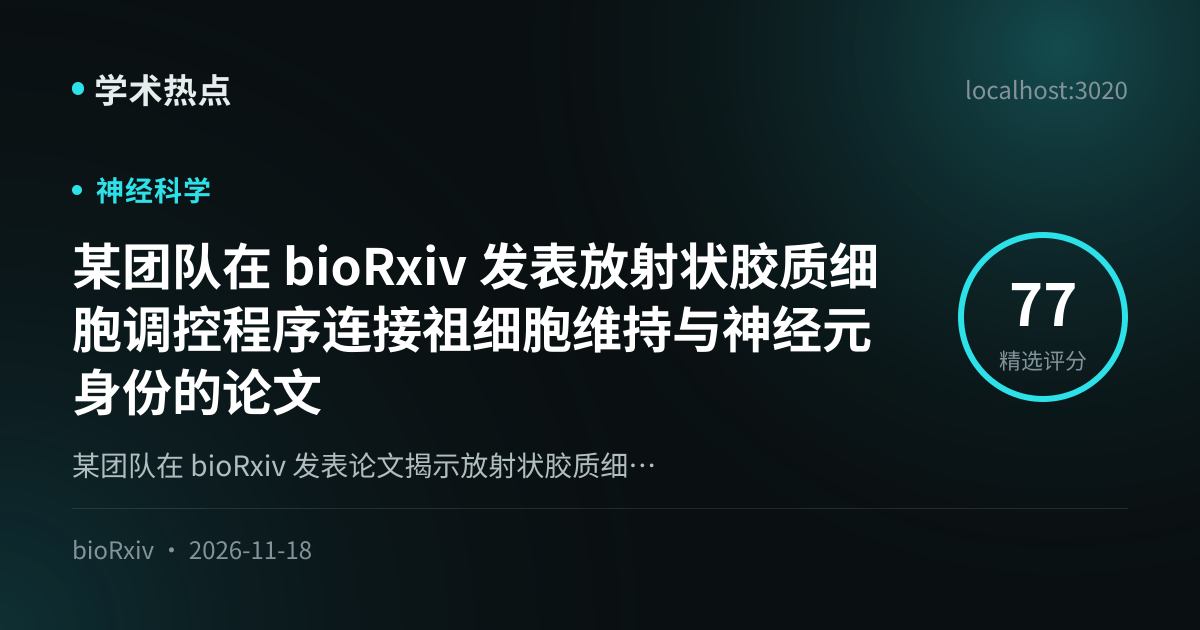 学术热点
localhost:3020
神经科学
某团队在 bioRxiv 发表放射状胶质细
胞调控程序连接祖细胞维持与神经元
身份的论文
77
精选评分
某团队在 bioRxiv 发表论文揭示放射状胶质细…
bioRxiv · 2026-11-18